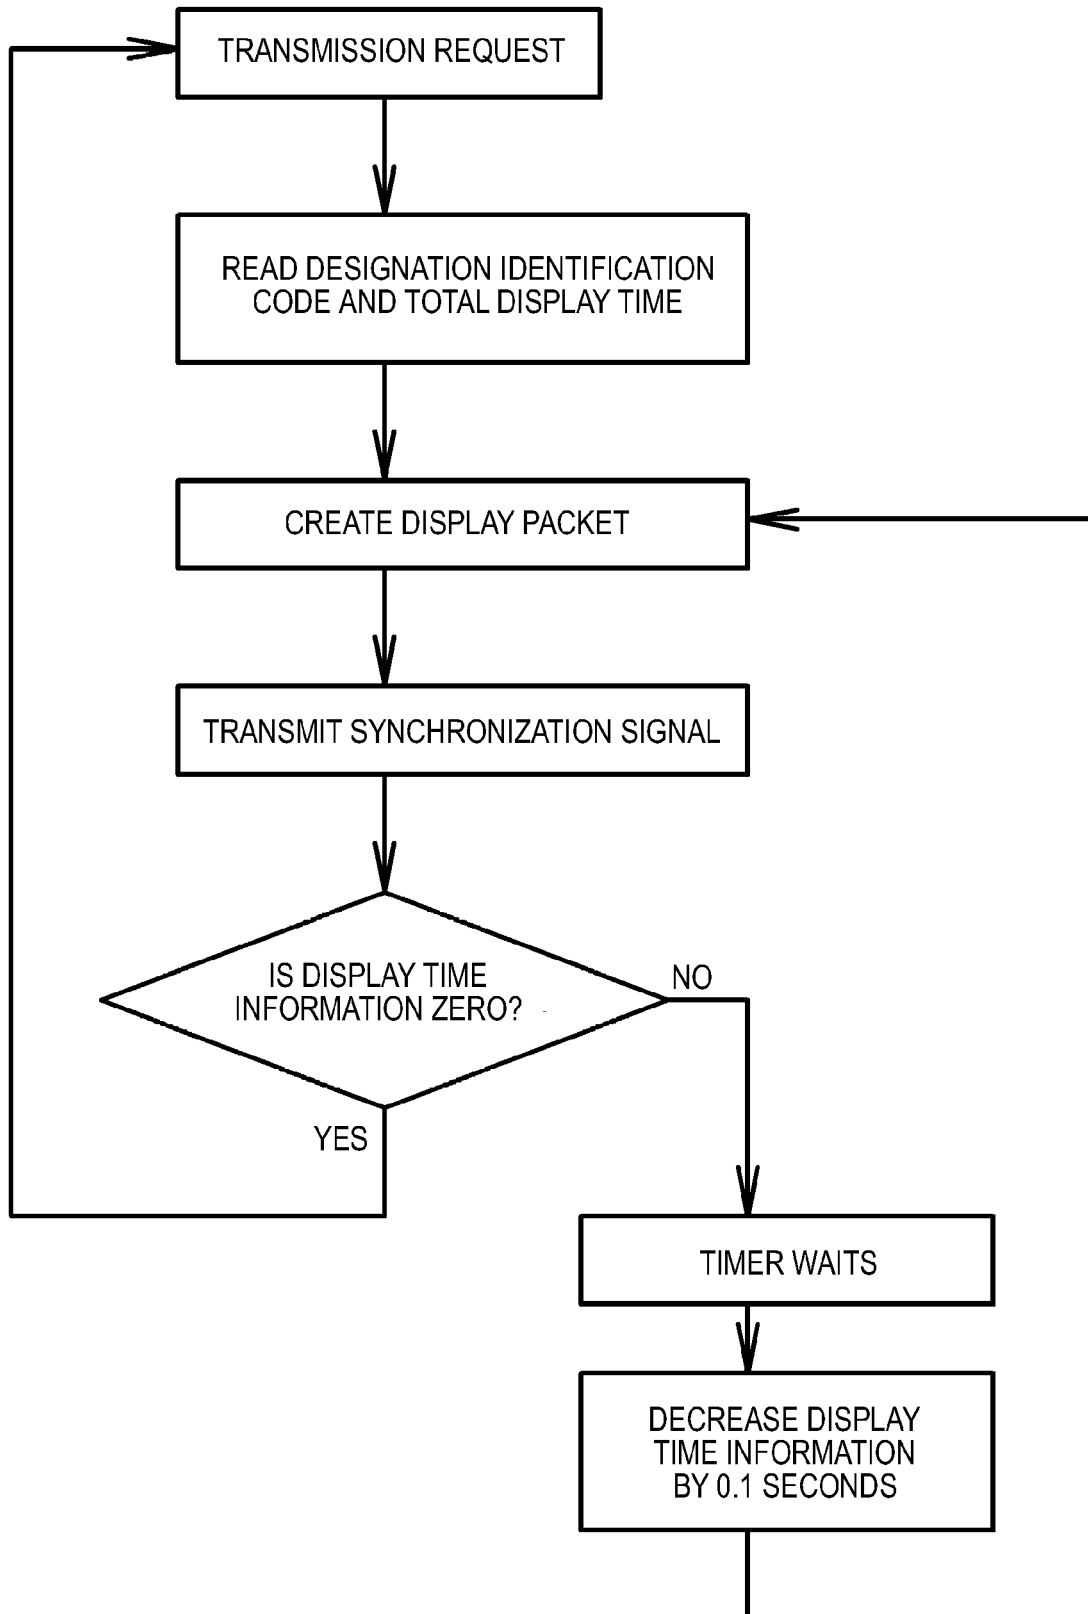 TRANSMISSION REQUEST
READ DESIGNATION IDENTIFICATION
CODE AND TOTAL DISPLAY TIME
CREATE DISPLAY PACKET
TRANSMIT SYNCHRONIZATION SIGNAL
IS DISPLAY TIME
INFORMATION ZERO?
NO
YES
TIMER WAITS
DECREASE DISPLAY
TIME INFORMATION
BY 0.1 SECONDS